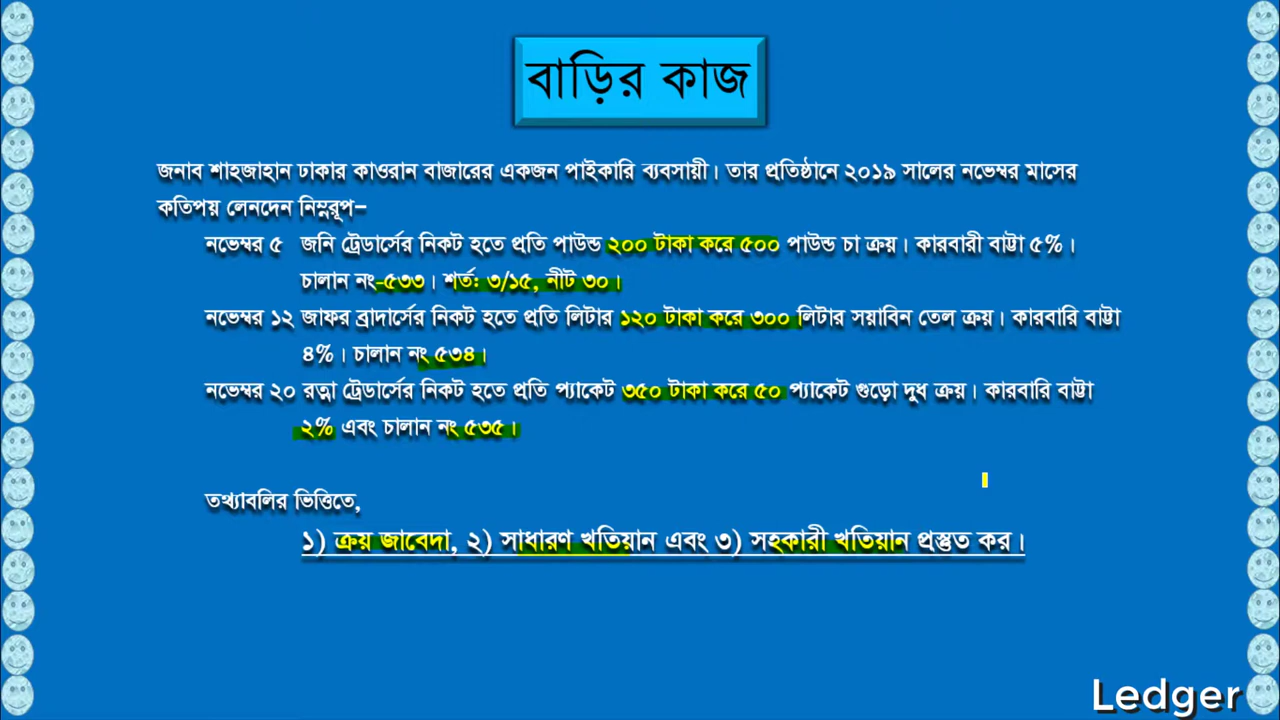 বাড়ির কাজ
জনাব শাহজাহান ঢাকার কাওরান বাজারের একজন পাইকারি ব্যবসায়ী। তার প্রতিষ্ঠানে ২০১৯ সালের নভেম্বর মাসের
কতিপয় লেনদেন নিম্নরূপ–
নভেম্বর ৫ জনি ট্রেডার্সের নিকট হতে প্রতি পাউন্ড ২০০ টাকা করে ৫০০ পাউন্ড চা ক্রয়। কারবারী বাট্টা ৫%।
চালান নং-৫৩৩। শর্ত: ৩/১৫, নীট ৩০।
নভেম্বর ১২ জাফর ব্রাদার্সের নিকট হতে প্রতি লিটার ১২০ টাকা করে ৩০০ লিটার সয়াবিন তেল ক্রয়। কারবারি বাট্টা
৪%। চালান নং ৫৩৪।
নভেম্বর ২০ রত্না ট্রেডার্সের নিকট হতে প্রতি প্যাকেট ৩৫০ টাকা করে ৫০ প্যাকেট গুড়ো দুধ ক্রয়। কারবারি বাট্টা
২% এবং চালান নং ৫৩৫।
তথ্যাবলির ভিত্তিতে,
১) ক্রয় জাবেদা, ২) সাধারণ খতিয়ান এবং ৩) সহকারী খতিয়ান প্রস্তুত কর।
Ledger